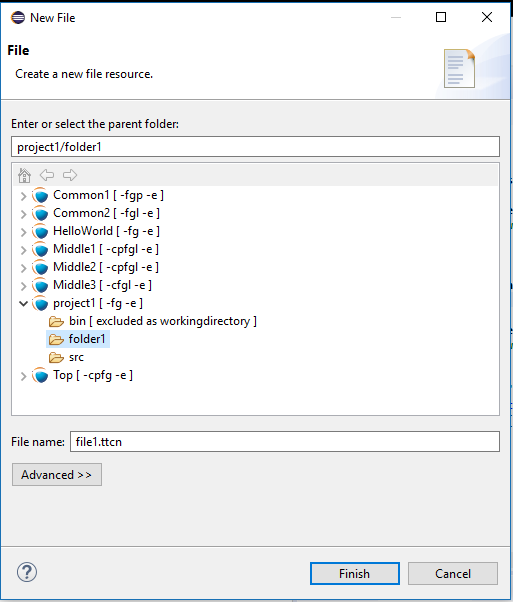 New File
File
Create a new file resource.
Enter or select the parent folder:
project1/folder1
Common1 [ -fgp -e ]
Common2 [ -fgl -e ]
HelloWorld [ -fg -e ]
Middle1 [ -cpfgl -e ]
Middle2 [ -cpfgl -e ]
Middle3 [ -cfgl -e ]
project1 [ -fg -e ]
bin [ excluded as workingdirectory ]
folder1
src
Top [ -cpfg -e ]
File name: file1.ttcn
Advanced >>
?
Finish Cancel